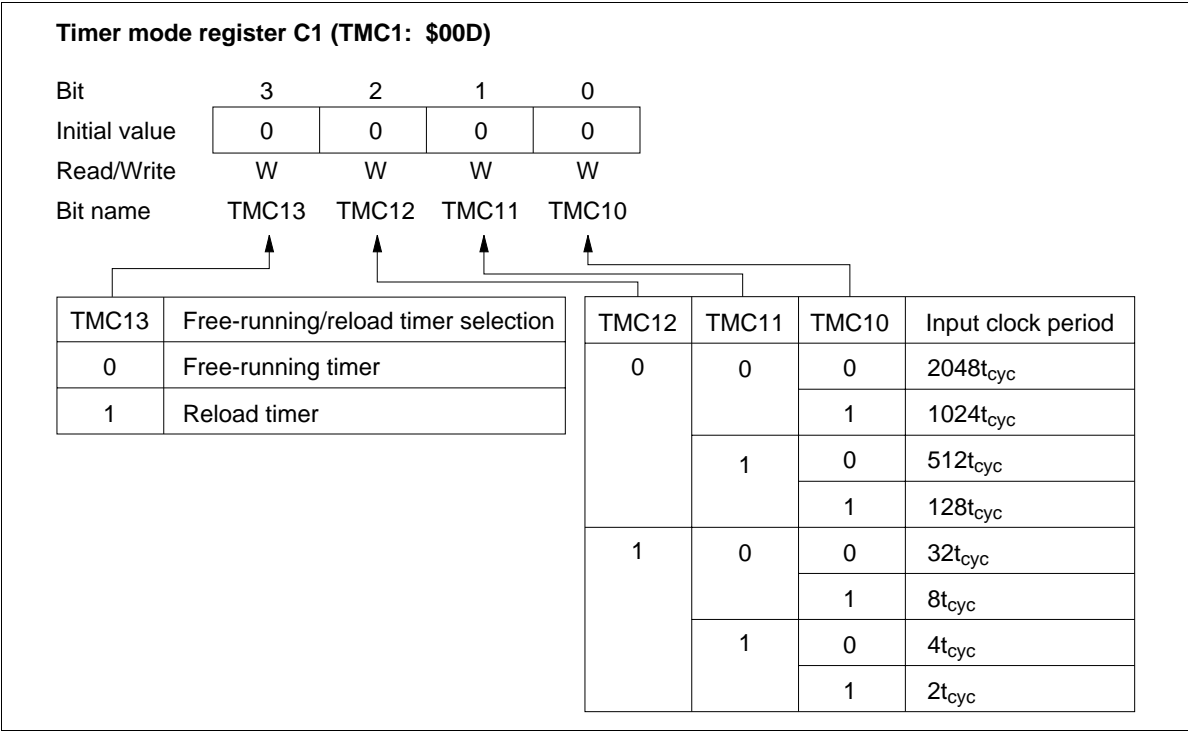 Timer mode register C1 (TMC1: $00D)
Bit 3 2 1 0
Initial value 0 0 0 0
Read/Write W W W W
Bit name TMC13 TMC12 TMC11 TMC10
TMC13 Free-running/reload timer selection
0 Free-running timer
1 Reload timer
TMC12 TMC11 TMC10 Input clock period
0 0 0 2048tcyc
1 1024tcyc
1 0 512tcyc
1 128tcyc
1 0 0 32tcyc
1 8tcyc
1 0 4tcyc
1 2tcyc